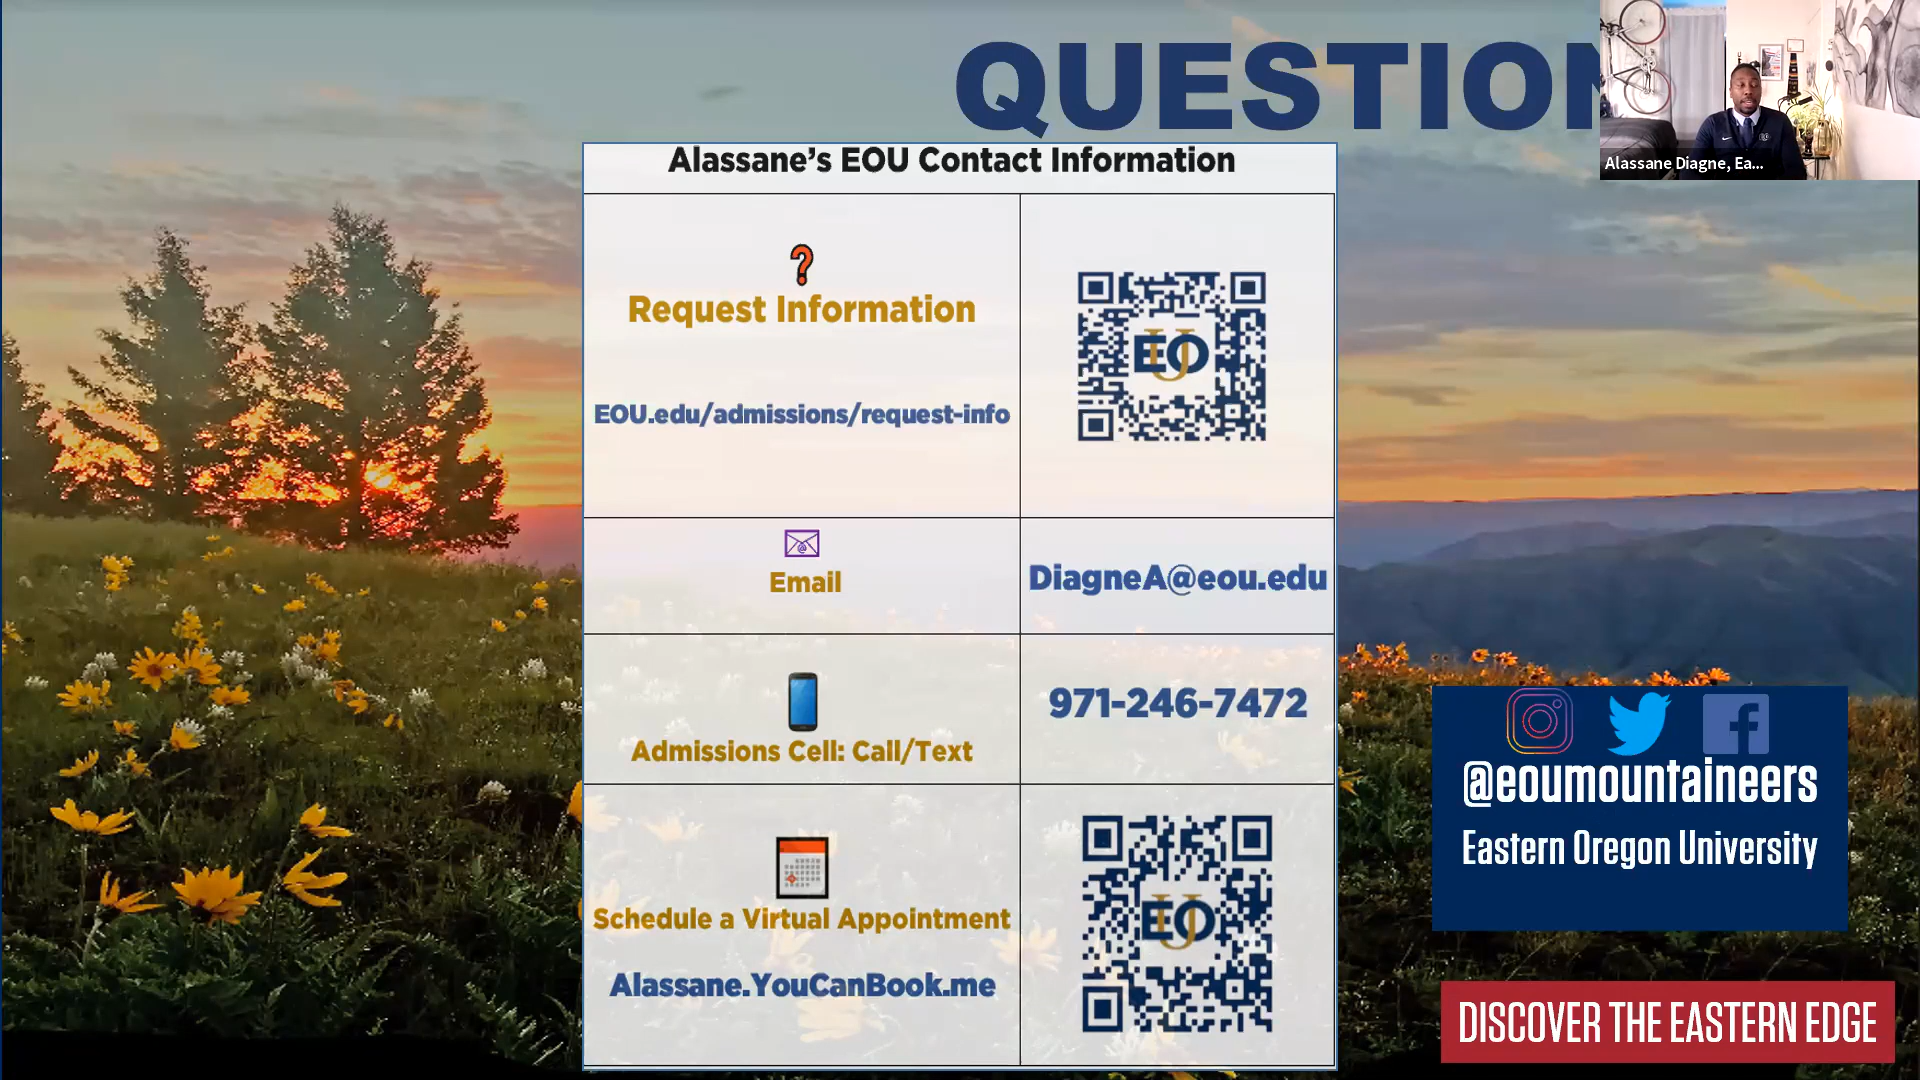 QUESTION
Alassane Diagne, Ea...
Alassane's EOU Contact Information
Request Information
EOU.edu/admissions/request-info
EOU
Email
DiagneA@eou.edu
Admissions Cell: Call/Text
971-246-7472
Schedule a Virtual Appointment
Alassane.YouCanBook.me
EOU
@eoumountaineers
Eastern Oregon University
DISCOVER THE EASTERN EDGE